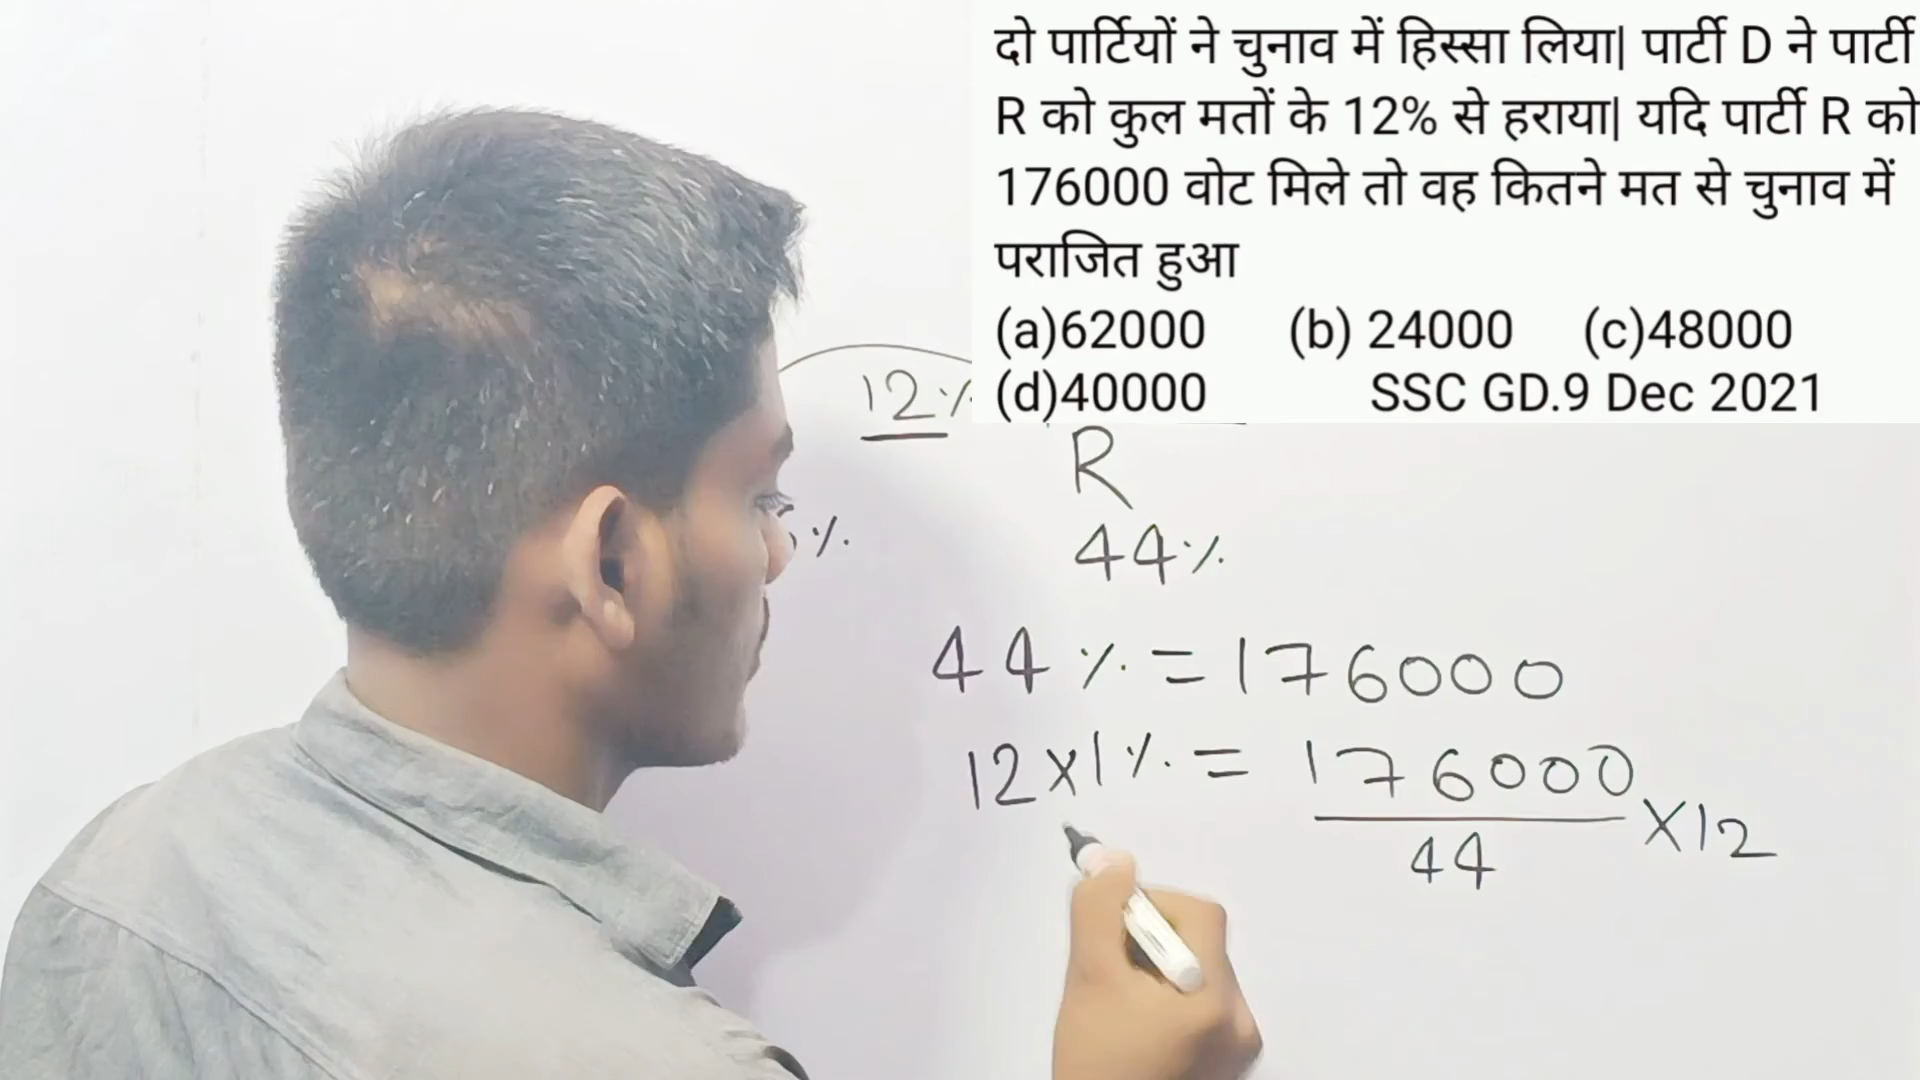 दो पार्टियों ने चुनाव में हिस्सा लिया| पार्टी D ने पार्टी
R को कुल मतों के 12% से हराया| यदि पार्टी R को
176000 वोट मिले तो वह कितने मत से चुनाव में
पराजित हुआ
(a)62000 (b) 24000 (c)48000
(d)40000 SSC GD.9 Dec 2021
12%
R
%
44%
44% = 176000
12×1% = 176000
44
×12